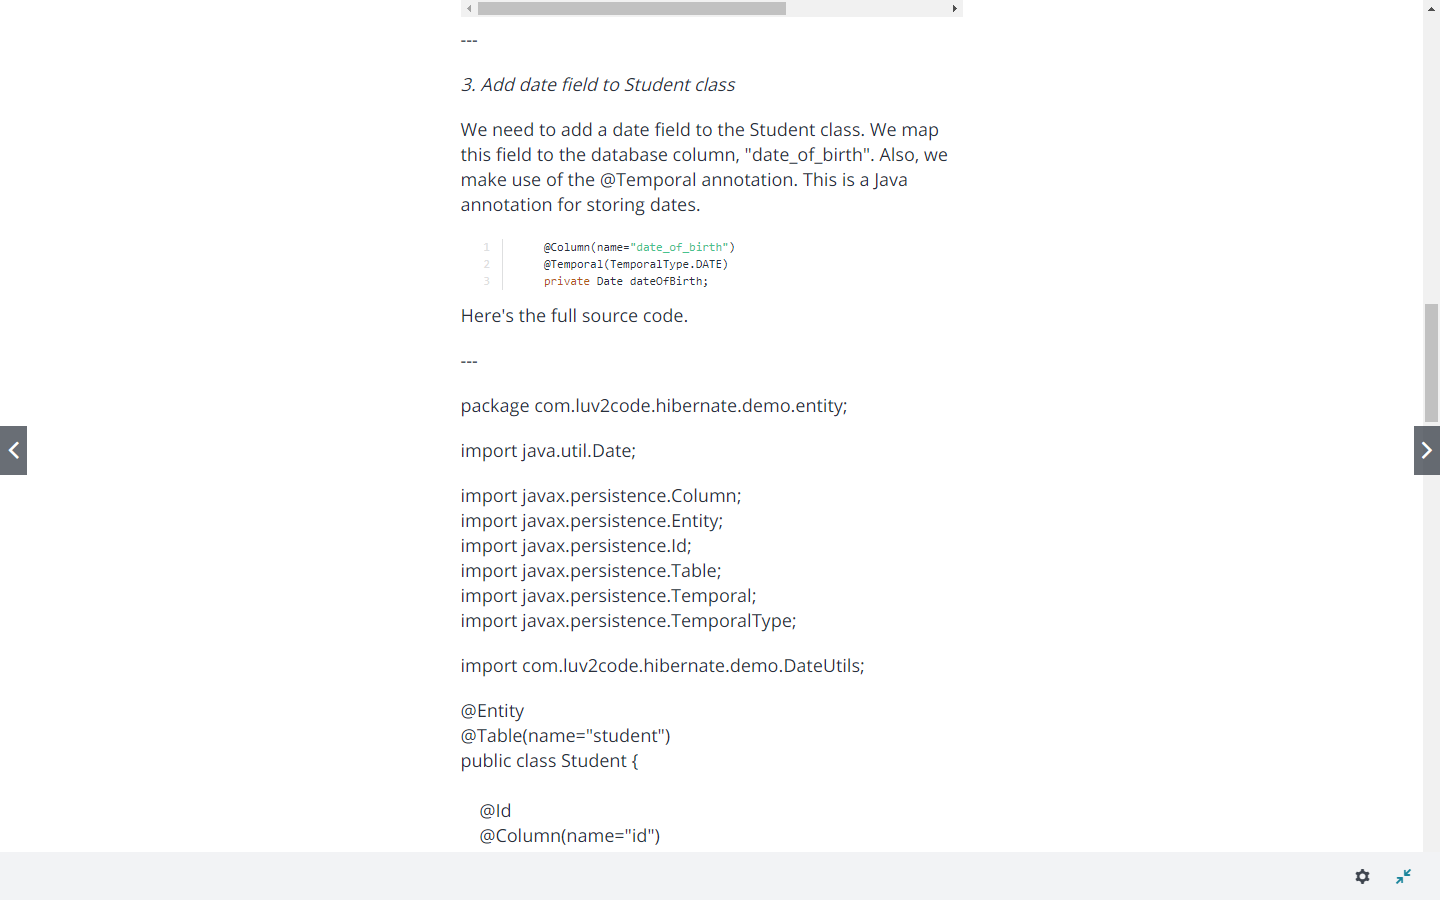 ---
3. Add date field to Student class
We need to add a date field to the Student class. We map
this field to the database column, "date_of_birth". Also, we
make use of the @Temporal annotation. This is a Java
annotation for storing dates.
1 @Column(name="date_of_birth")
2 @Temporal(TemporalType.DATE)
3 private Date dateOfBirth;
Here's the full source code.
---
package com.luv2code.hibernate.demo.entity;
import java.util.Date;
import javax.persistence.Column;
import javax.persistence.Entity;
import javax.persistence.Id;
import javax.persistence.Table;
import javax.persistence.Temporal;
import javax.persistence.TemporalType;
import com.luv2code.hibernate.demo.DateUtils;
@Entity
@Table(name="student")
public class Student {
@Id
@Column(name="id")